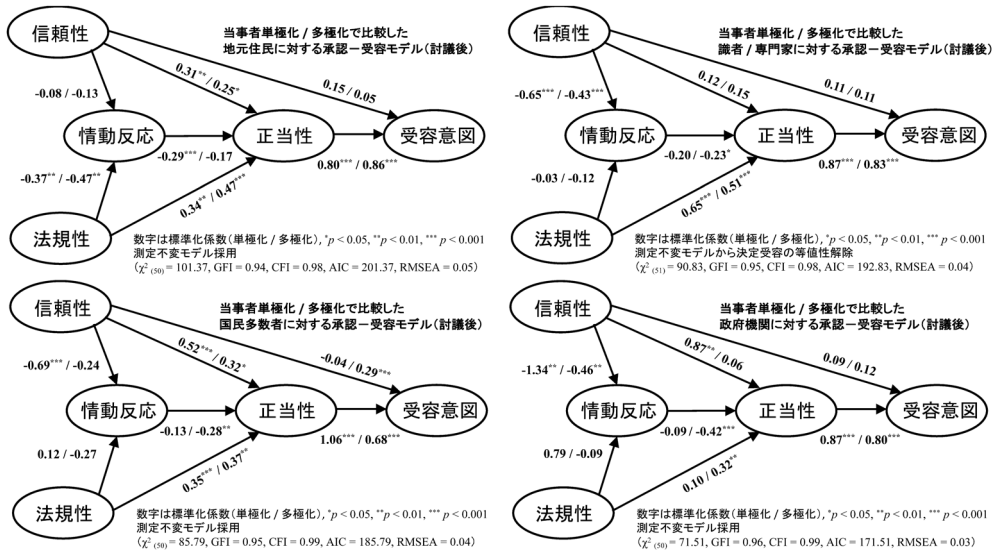 当事者単極化 / 多極化で比較した
地元住民に対する承認－受容モデル（討議後）
信頼性
0.31** / 0.25*
0.15 / 0.05
-0.08 / -0.13
情動反応
正当性
受容意図
-0.29*** / -0.17
0.80*** / 0.86***
-0.37** / -0.47**
0.34** / 0.47***
法規性
数字は標準化係数（単極化 / 多極化）, *p < 0.05, **p < 0.01, *** p < 0.001
測定不変モデル採用
（χ² (50) = 101.37, GFI = 0.94, CFI = 0.98, AIC = 201.37, RMSEA = 0.05）
当事者単極化 / 多極化で比較した
識者 / 専門家に対する承認－受容モデル（討議後）
信頼性
0.12 / 0.15
0.11 / 0.11
-0.65*** / -0.43***
情動反応
正当性
受容意図
-0.20 / -0.23*
0.87*** / 0.83***
-0.03 / -0.12
0.65*** / 0.51***
法規性
数字は標準化係数（単極化 / 多極化）, *p < 0.05, **p < 0.01, *** p < 0.001
測定不変モデルから決定受容の等値性解除
（χ² (51) = 90.83, GFI = 0.95, CFI = 0.98, AIC = 192.83, RMSEA = 0.04）
当事者単極化 / 多極化で比較した
国民多数者に対する承認－受容モデル（討議後）
信頼性
0.52*** / 0.32*
-0.04 / 0.29***
-0.69*** / -0.24
情動反応
正当性
受容意図
-0.13 / -0.28**
1.06*** / 0.68***
0.12 / -0.27
0.35*** / 0.37**
法規性
数字は標準化係数（単極化 / 多極化）, *p < 0.05, **p < 0.01, *** p < 0.001
測定不変モデル採用
（χ² (50) = 85.79, GFI = 0.95, CFI = 0.99, AIC = 185.79, RMSEA = 0.04）
当事者単極化 / 多極化で比較した
政府機関に対する承認－受容モデル（討議後）
信頼性
0.87** / 0.06
0.09 / 0.12
-1.34** / -0.46**
情動反応
正当性
受容意図
-0.09 / -0.42***
0.87*** / 0.80***
0.79 / -0.09
0.10 / 0.32**
法規性
数字は標準化係数（単極化 / 多極化）, *p < 0.05, **p < 0.01, *** p < 0.001
測定不変モデル採用
（χ² (50) = 71.51, GFI = 0.96, CFI = 0.99, AIC = 171.51, RMSEA = 0.03）